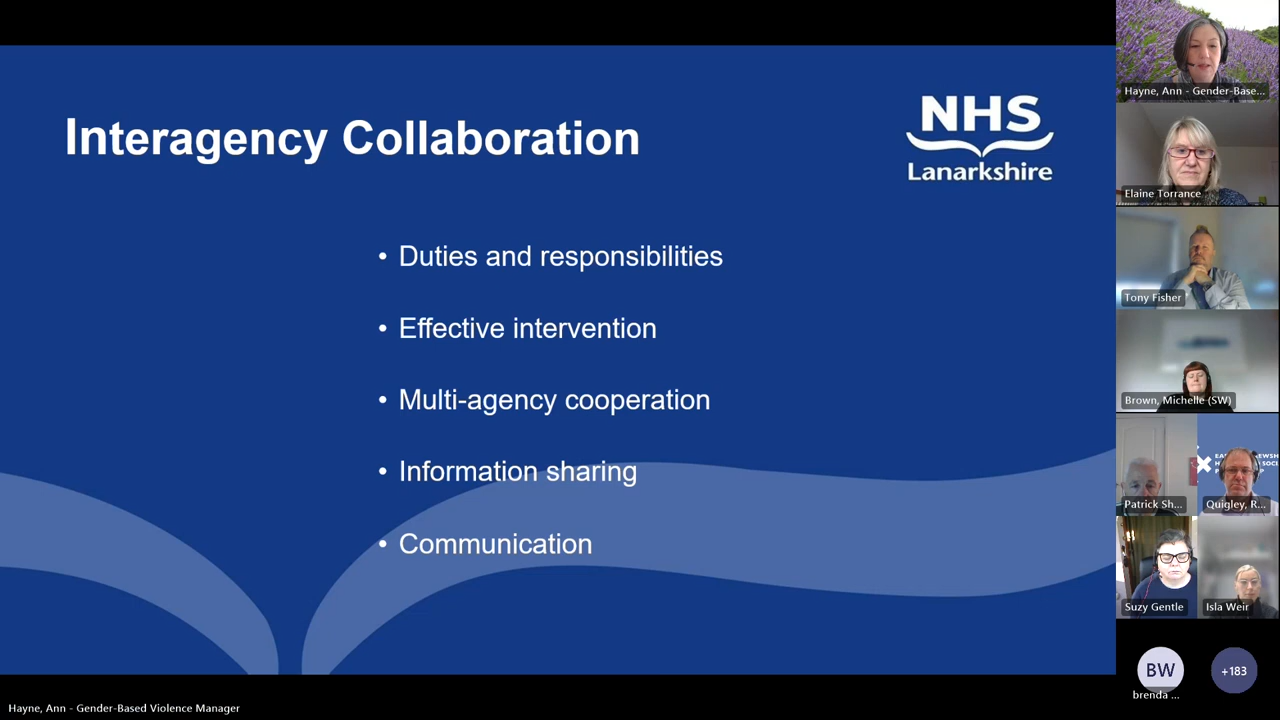 Interagency Collaboration
NHS
Lanarkshire
• Duties and responsibilities
• Effective intervention
• Multi-agency cooperation
• Information sharing
• Communication
Hayne, Ann - Gender-Based Violence Manager
Hayne, Ann - Gender-Base...
Elaine Torrance
Tony Fisher
Brown, Michelle (SW)
Patrick Sh...
Quigley, R...
Suzy Gentle
Isla Weir
BW
brenda ...
+183